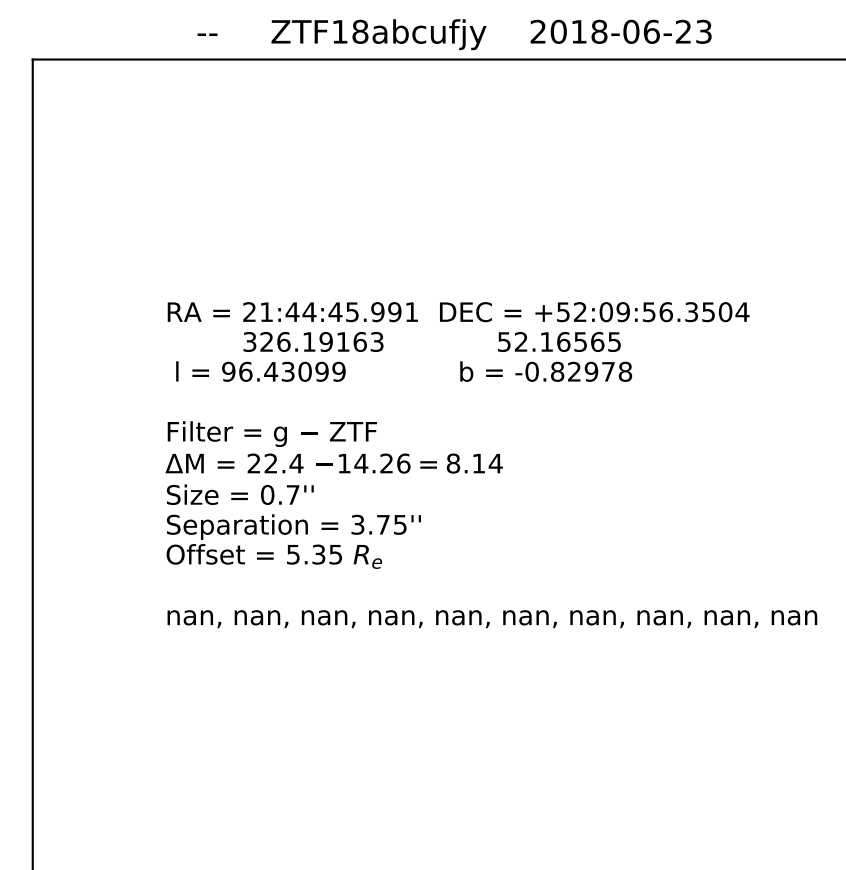 -- ZTF18abcufjy 2018-06-23
RA = 21:44:45.991 DEC = +52:09:56.3504
326.19163 52.16565
l = 96.43099 b = -0.82978
Filter = g − ZTF
ΔM = 22.4 −14.26 = 8.14
Size = 0.7''
Separation = 3.75''
Offset = 5.35 Re
nan, nan, nan, nan, nan, nan, nan, nan, nan, nan